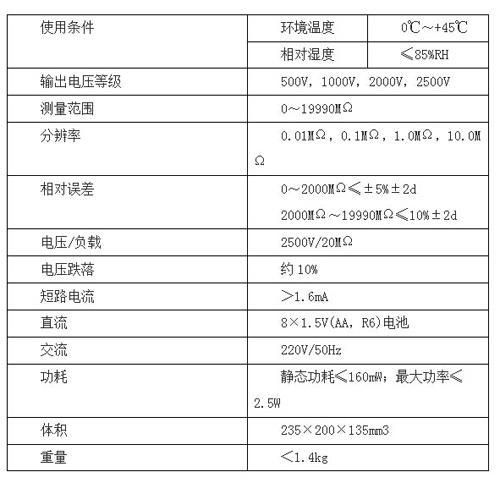 使用条件 环境温度 0℃～+45℃
相对湿度 ≤85%RH
输出电压等级 500V，1000V，2000V，2500V
测量范围 0～19990MΩ
分辨率 0.01MΩ，0.1MΩ，1.0MΩ，10.0M
Ω
相对误差 0～2000MΩ≤±5%±2d
2000MΩ～19990MΩ≤10%±2d
电压/负载 2500V/20MΩ
电压跌落 约10%
短路电流 ＞1.6mA
直流 8×1.5V(AA，R6)电池
交流 220V/50Hz
功耗 静态功耗≤160mW；最大功率≤
2.5W
体积 235×200×135mm3
重量 ＜1.4kg